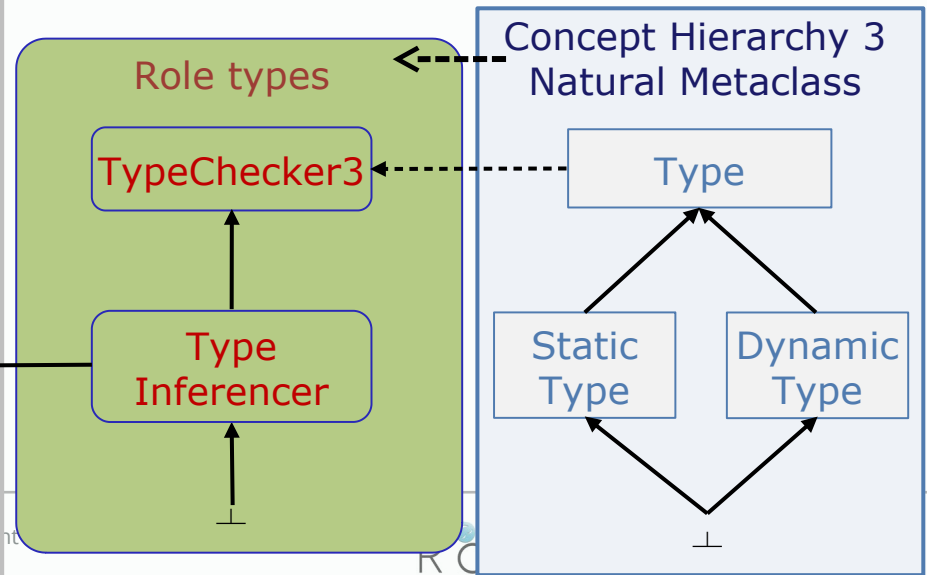 Role types
TypeChecker3
Type
Inferencer
⊥
Concept Hierarchy 3
Natural Metaclass
Type
Static
Type
Dynamic
Type
⊥